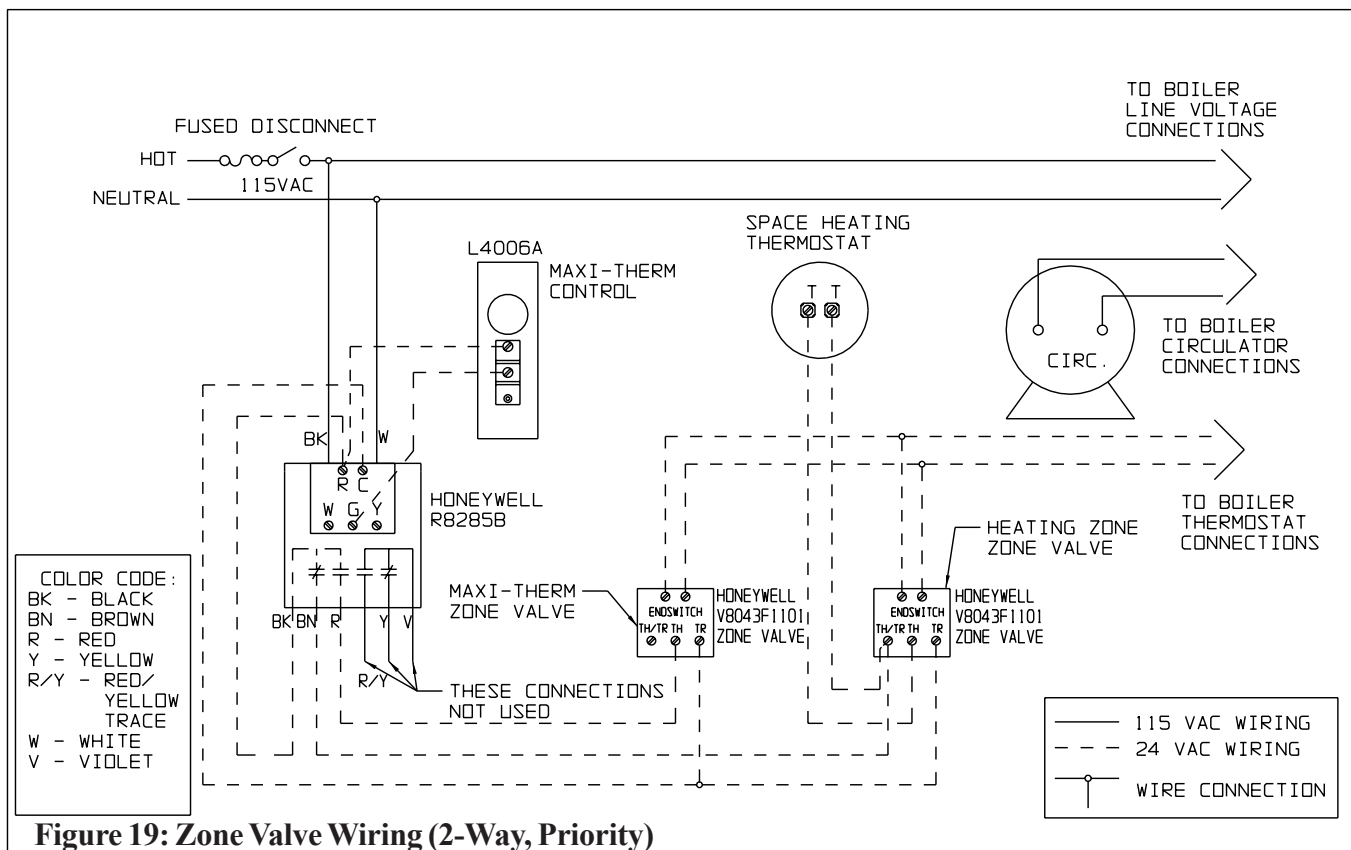 TO BOILER
LINE VOLTAGE
CONNECTIONS
FUSED DISCONNECT
HOT
115VAC
NEUTRAL
SPACE HEATING
THERMOSTAT
L4006A
MAXI-THERM
CONTROL
T T
TO BOILER
CIRCULATOR
CONNECTIONS
CIRC.
BK
W
R C
W G Y
HONEYWELL
R8285B
TO BOILER
THERMOSTAT
CONNECTIONS
HEATING ZONE
ZONE VALVE
MAXI-THERM
ZONE VALVE
ENDSWITCH
TH/TR TH TR
HONEYWELL
V8043F1101
ZONE VALVE
ENDSWITCH
TH/TR TH TR
HONEYWELL
V8043F1101
ZONE VALVE
BK BN R Y V
R/Y
THESE CONNECTIONS
NOT USED
COLOR CODE:
BK - BLACK
BN - BROWN
R - RED
Y - YELLOW
R/Y - RED/
YELLOW
TRACE
W - WHITE
V - VIOLET
115 VAC WIRING
24 VAC WIRING
WIRE CONNECTION
Figure 19: Zone Valve Wiring (2-Way, Priority)